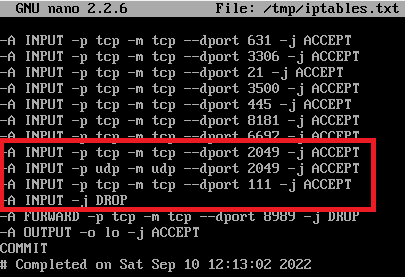 GNU nano 2.2.6 File: /tmp/iptables.txt
-A INPUT -p tcp -m tcp --dport 631 -j ACCEPT
-A INPUT -p tcp -m tcp --dport 3306 -j ACCEPT
-A INPUT -p tcp -m tcp --dport 21 -j ACCEPT
-A INPUT -p tcp -m tcp --dport 3500 -j ACCEPT
-A INPUT -p tcp -m tcp --dport 445 -j ACCEPT
-A INPUT -p tcp -m tcp --dport 8181 -j ACCEPT
-A INPUT -p tcp -m tcp --dport 6692 -j ACCEPT
-A INPUT -p tcp -m tcp --dport 2049 -j ACCEPT
-A INPUT -p udp -m udp --dport 2049 -j ACCEPT
-A INPUT -p tcp -m tcp --dport 111 -j ACCEPT
-A INPUT -j DROP
-A FORWARD -p tcp -m tcp --dport 8989 -j DROP
-A OUTPUT -o lo -j ACCEPT
COMMIT
# Completed on Sat Sep 10 12:13:02 2022